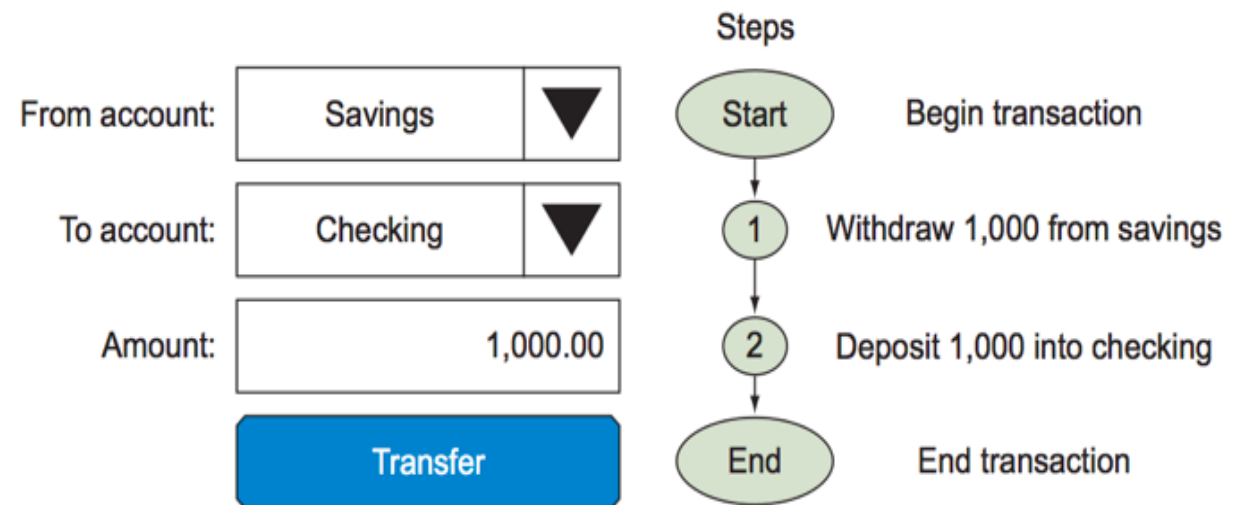 Steps
From account: Savings Start Begin transaction
To account: Checking 1 Withdraw 1,000 from savings
Amount: 1,000.00 2 Deposit 1,000 into checking
Transfer End End transaction